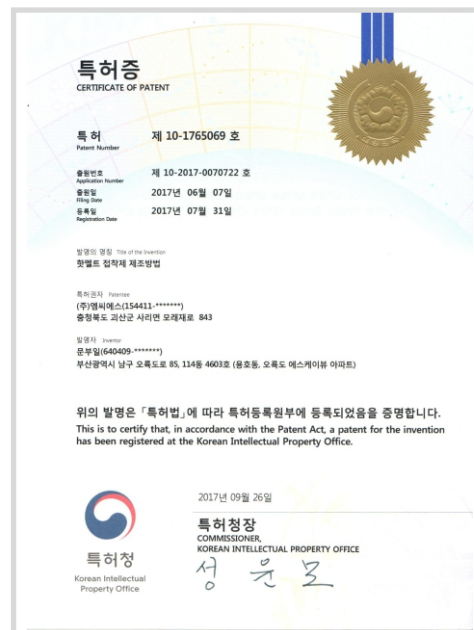 특허증
CERTIFICATE OF PATENT
특 허 제 10-1765069 호
Patent Number
출원번호 제 10-2017-0070722 호
Application Number
출원일 2017년 06월 07일
Filing Date
등록일 2017년 07월 31일
Registration Date
발명의 명칭 Title of the Invention
핫멜트 접착제 제조방법
특허권자 Patentee
(주)엠씨에스(154411-*******)
충청북도 괴산군 사리면 모래재로 843
발명자 Inventor
문부일(640409-*******)
부산광역시 남구 오륙도로 85, 114동 4603호 (용호동, 오륙도 에스케이뷰 아파트)
위의 발명은 「특허법」에 따라 특허등록원부에 등록되었음을 증명합니다.
This is to certify that, in accordance with the Patent Act, a patent for the invention
has been registered at the Korean Intellectual Property Office.
2017년 09월 26일
특허청장
COMMISSIONER,
KOREAN INTELLECTUAL PROPERTY OFFICE
성 윤 모
특허청
Korean Intellectual
Property Office